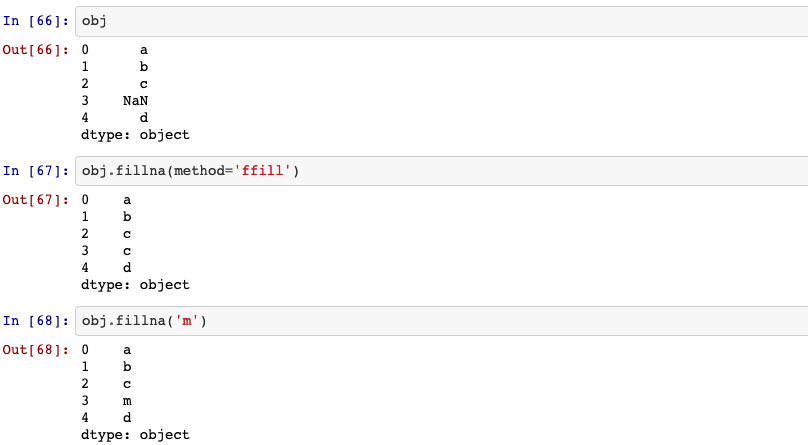 In [66]: obj
Out[66]: 0 a
1 b
2 c
3 NaN
4 d
dtype: object
In [67]: obj.fillna(method='ffill')
Out[67]: 0 a
1 b
2 c
3 c
4 d
dtype: object
In [68]: obj.fillna('m')
Out[68]: 0 a
1 b
2 c
3 m
4 d
dtype: object